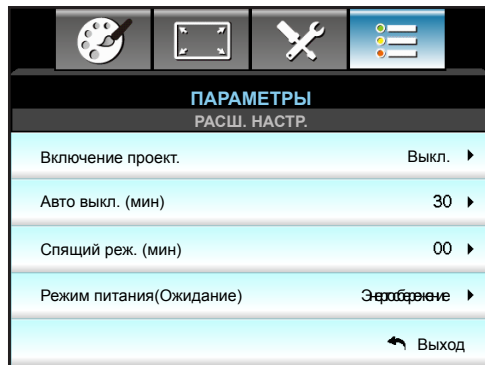 ПАРАМЕТРЫ
РАСШ. НАСТР.
Включение проект. Выкл.
Авто выкл. (мин) 30
Спящий реж. (мин) 00
Режим питания(Ожидание) Энергосбережение
Выход